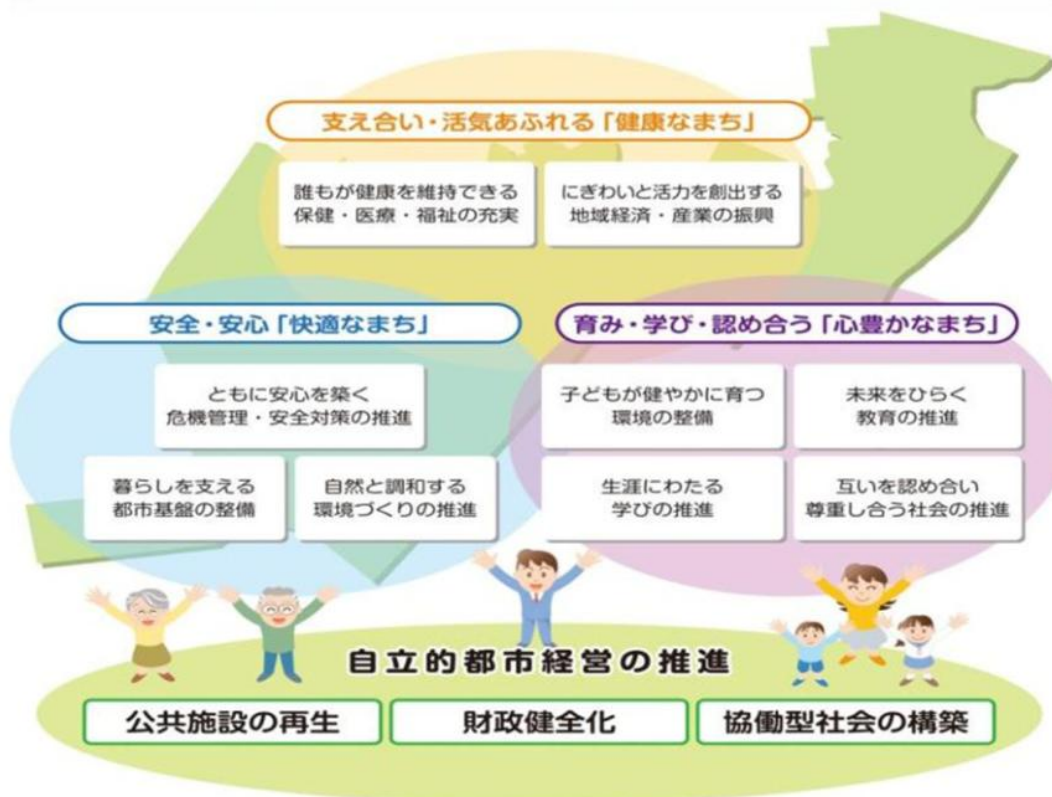 支え合い・活気あふれる「健康なまち」
誰もが健康を維持できる
保健・医療・福祉の充実
にぎわいと活力を創出する
地域経済・産業の振興
安全・安心「快適なまち」
ともに安心を築く
危機管理・安全対策の推進
暮らしを支える
都市基盤の整備
自然と調和する
環境づくりの推進
育み・学び・認め合う「心豊かなまち」
子どもが健やかに育つ
環境の整備
未来をひらく
教育の推進
生涯にわたる
学びの推進
互いを認め合い
尊重し合う社会の推進
自立的都市経営の推進
公共施設の再生
財政健全化
協働型社会の構築